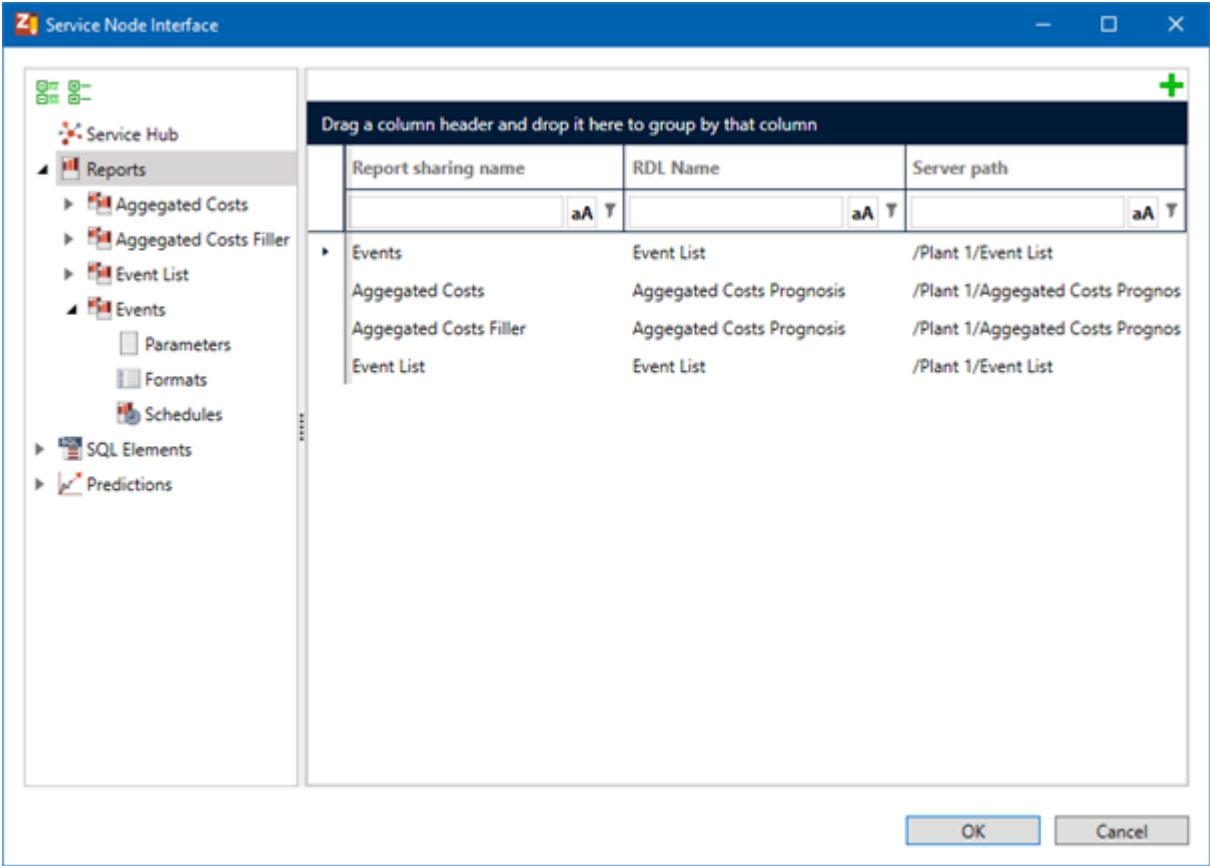 Service Node Interface
Service Hub
Reports
Aggegated Costs
Aggegated Costs Filler
Event List
Events
Parameters
Formats
Schedules
SQL Elements
Predictions
Drag a column header and drop it here to group by that column
Report sharing name RDL Name Server path
aA aA aA
Events Event List /Plant 1/Event List
Aggegated Costs Aggegated Costs Prognosis /Plant 1/Aggegated Costs Prognos
Aggegated Costs Filler Aggegated Costs Prognosis /Plant 1/Aggegated Costs Prognos
Event List Event List /Plant 1/Event List
OK Cancel